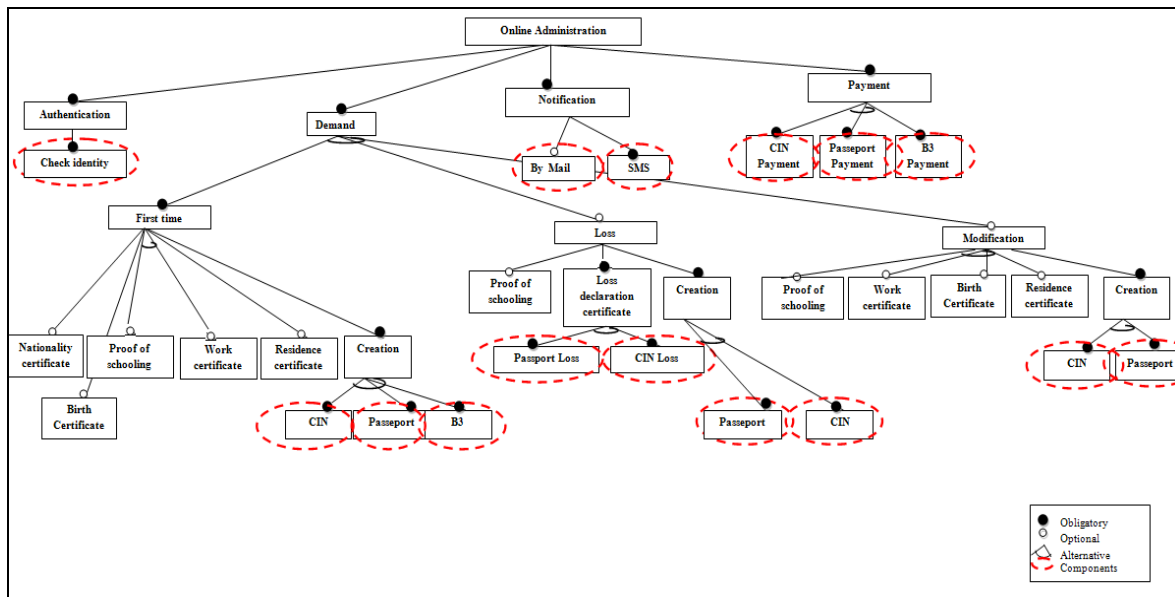 Online Administration
Authentication
Demand
Notification
Payment
Check identity
By Mail
SMS
CIN
Payment
Passeport
Payment
B3
Payment
First time
Loss
Modification
Proof of
schooling
Loss
declaration
certificate
Creation
Proof of
schooling
Work
certificate
Birth
Certificate
Residence
certificate
Creation
Nationality
certificate
Proof of
schooling
Work
certificate
Residence
certificate
Creation
Passport Loss
CIN Loss
CIN
Passeport
Birth
Certificate
CIN
Passeport
B3
Passeport
CIN
Obligatory
Optional
Alternative
Components